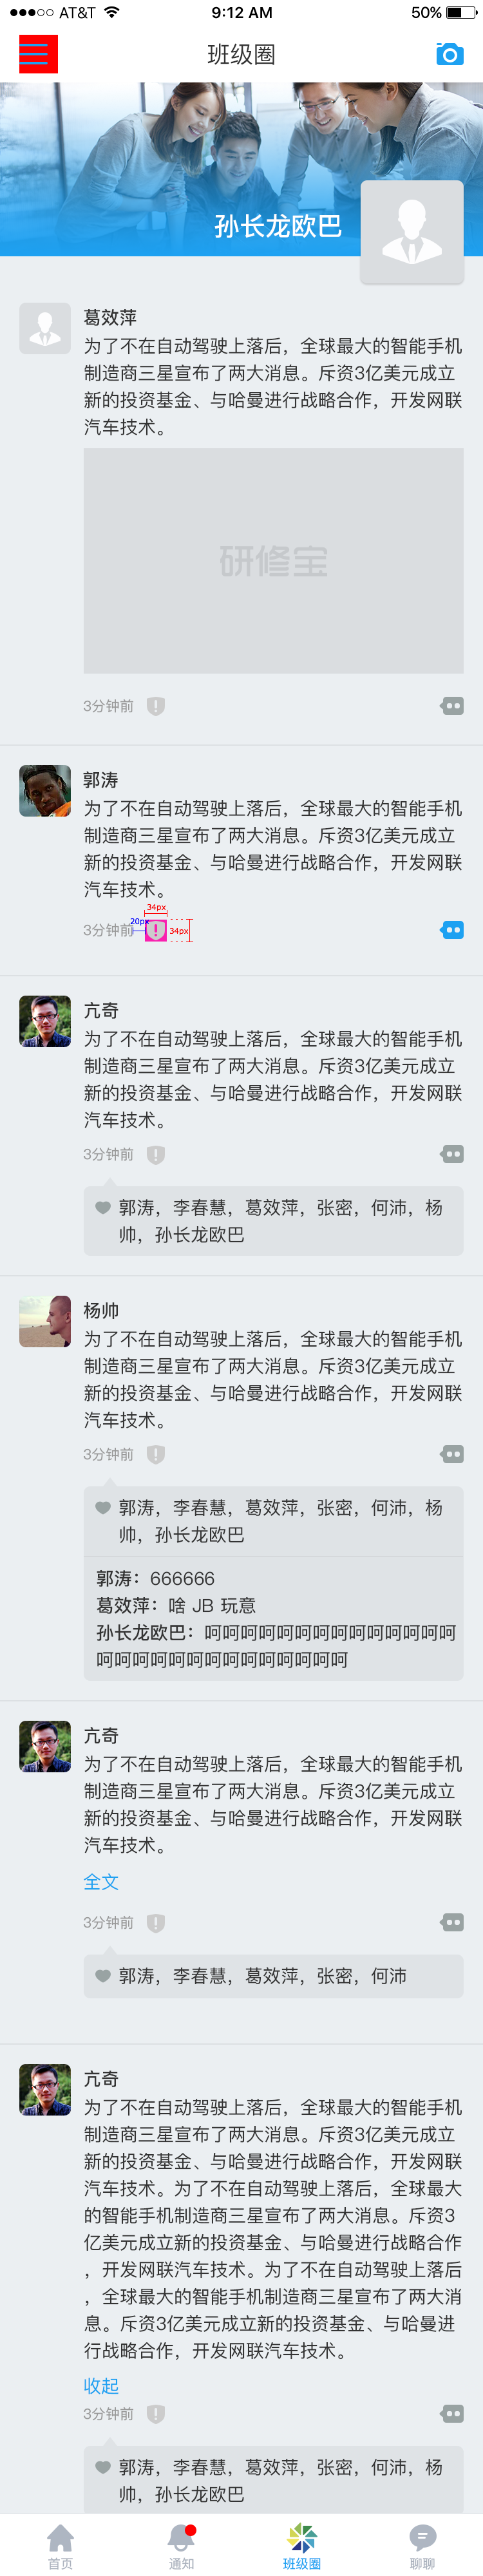 AT&T 9:12 AM 50%
班级圈
孙长龙欧巴
葛效萍
为了不在自动驾驶上落后，全球最大的智能手机
制造商三星宣布了两大消息。斥资3亿美元成立
新的投资基金、与哈曼进行战略合作，开发网联
汽车技术。
研修宝
3分钟前
郭涛
为了不在自动驾驶上落后，全球最大的智能手机
制造商三星宣布了两大消息。斥资3亿美元成立
新的投资基金、与哈曼进行战略合作，开发网联
汽车技术。
34px
20px
3分钟前
34px
亢奇
为了不在自动驾驶上落后，全球最大的智能手机
制造商三星宣布了两大消息。斥资3亿美元成立
新的投资基金、与哈曼进行战略合作，开发网联
汽车技术。
3分钟前
郭涛，李春慧，葛效萍，张密，何沛，杨
帅，孙长龙欧巴
杨帅
为了不在自动驾驶上落后，全球最大的智能手机
制造商三星宣布了两大消息。斥资3亿美元成立
新的投资基金、与哈曼进行战略合作，开发网联
汽车技术。
3分钟前
郭涛，李春慧，葛效萍，张密，何沛，杨
帅，孙长龙欧巴
郭涛：666666
葛效萍：啥 JB 玩意
孙长龙欧巴：呵呵呵呵呵呵呵呵呵呵呵呵呵呵
呵呵呵呵呵呵呵呵呵呵呵呵呵呵
亢奇
为了不在自动驾驶上落后，全球最大的智能手机
制造商三星宣布了两大消息。斥资3亿美元成立
新的投资基金、与哈曼进行战略合作，开发网联
汽车技术。
全文
3分钟前
郭涛，李春慧，葛效萍，张密，何沛
亢奇
为了不在自动驾驶上落后，全球最大的智能手机
制造商三星宣布了两大消息。斥资3亿美元成立
新的投资基金、与哈曼进行战略合作，开发网联
汽车技术。为了不在自动驾驶上落后，全球最大
的智能手机制造商三星宣布了两大消息。斥资3
亿美元成立新的投资基金、与哈曼进行战略合作
，开发网联汽车技术。为了不在自动驾驶上落后
，全球最大的智能手机制造商三星宣布了两大消
息。斥资3亿美元成立新的投资基金、与哈曼进
行战略合作，开发网联汽车技术。
收起
3分钟前
郭涛，李春慧，葛效萍，张密，何沛，杨
帅，孙长龙欧巴
首页 通知 班级圈 聊聊